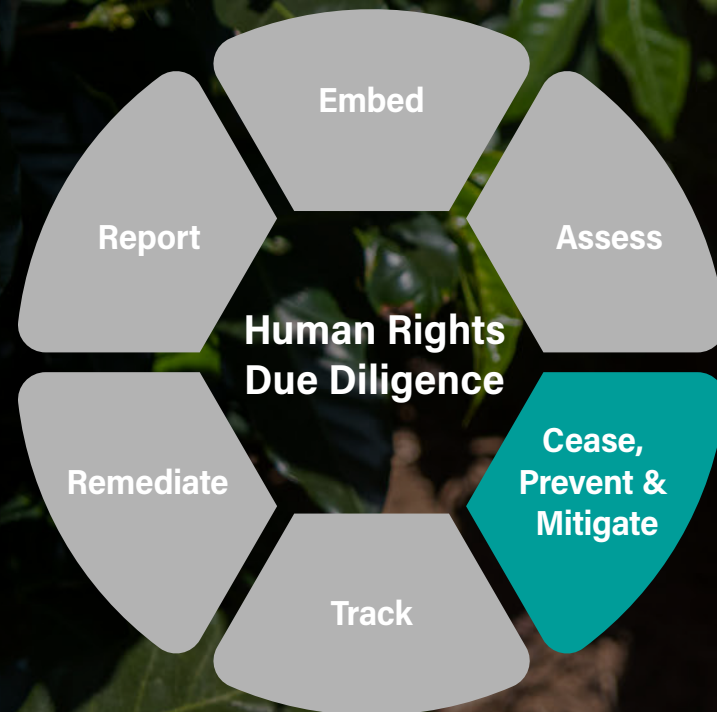 Embed
Assess
Cease,
Prevent &
Mitigate
Track
Remediate
Report
Human Rights
Due Diligence